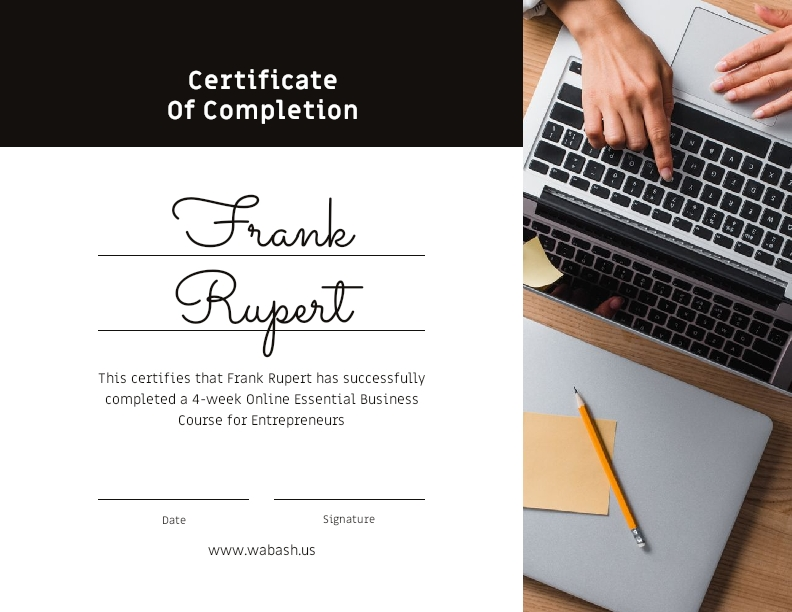 Certificate
Of Completion
Frank
Rupert
This certifies that Frank Rupert has successfully
completed a 4-week Online Essential Business
Course for Entrepreneurs
Date
Signature
www.wabash.us